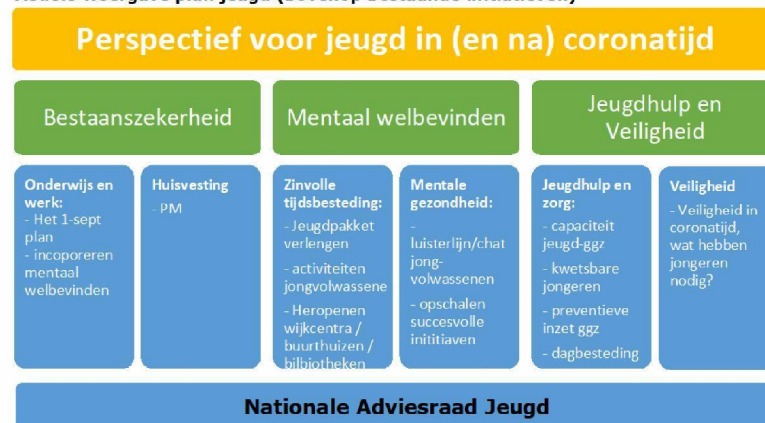 Perspectief voor jeugd in (en na) coronatijd
Bestaanszekerheid
Mentaal welbevinden
Jeugdhulp en
Veiligheid
Onderwijs en
werk:
- Het 1-sept
plan
- incoporeren
mentaal
welbevinden
Huisvesting
- PM
Zinvolle
tijdsbesteding:
- Jeugdpakket
verlengen
- activiteiten
jongvolwassene
- Heropenen
wijkcentra /
buurthuizen /
bilbiotheken
Mentale
gezondheid:
-
luisterlijn/chat
jong-
volwassenen
- opschalen
succesvolle
inititiaven
Jeugdhulp en
zorg:
- capaciteit
jeugd-ggz
- kwetsbare
jongeren
- preventieve
inzet ggz
- dagbesteding
Veiligheid
- Veiligheid in
coronatijd,
wat hebben
jongeren
nodig?
Nationale Adviesraad Jeugd